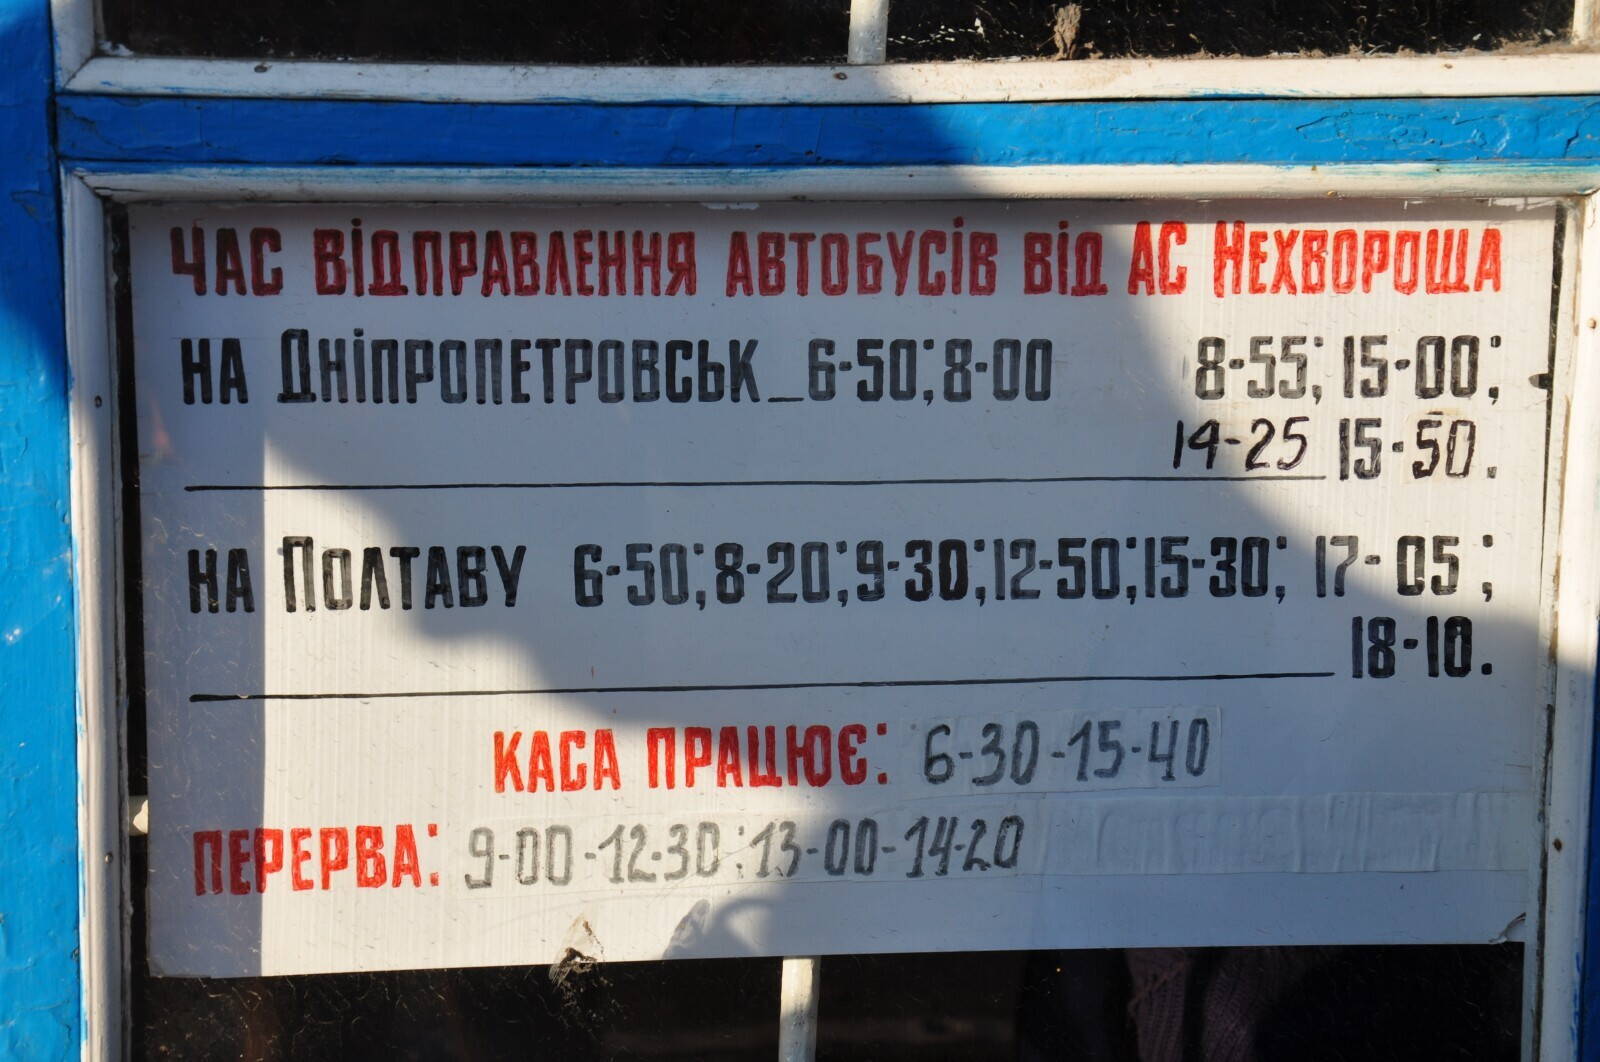 ЧАС ВІДПРАВЛЕННЯ АВТОБУСІВ ВІД АС НЕХВОРОЩА
НА ДНІПРОПЕТРОВСЬК_6-50;8-00 8-55; 15-00;
14-25 15-50.
НА ПОЛТАВУ 6-50;8-20;9-30;12-50;15-30; 17-05;
18-10.
КАСА ПРАЦЮЄ: 6-30-15-40
ПЕРЕРВА: 9-00-12-30:13-00-14-20